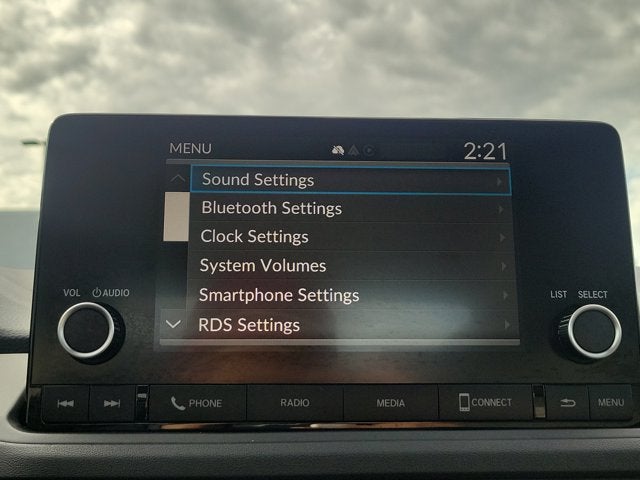 MENU 2:21
Sound Settings
Bluetooth Settings
Clock Settings
System Volumes
Smartphone Settings
RDS Settings
VOL AUDIO
LIST SELECT
PHONE RADIO MEDIA CONNECT MENU